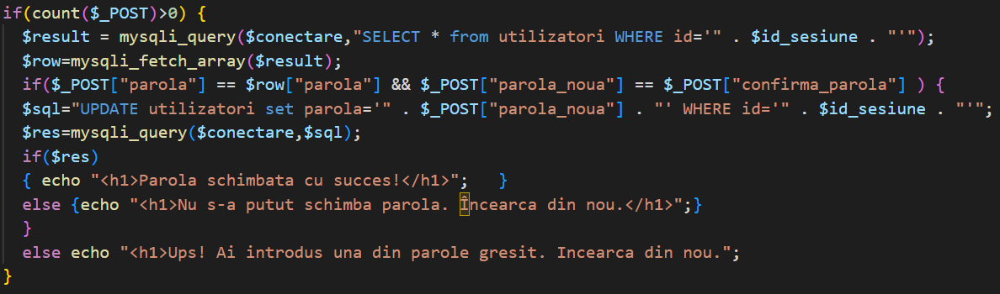 if(count($_POST)>0) {
$result = mysqli_query($conectare,"SELECT * from utilizatori WHERE id='" . $id_sesiune . "'");
$row=mysqli_fetch_array($result);
if($_POST["parola"] == $row["parola"] && $_POST["parola_noua"] == $_POST["confirma_parola"] ) {
$sql="UPDATE utilizatori set parola='" . $_POST["parola_noua"] . "' WHERE id='" . $id_sesiune . "'";
$res=mysqli_query($conectare,$sql);
if($res)
{ echo "<h1>Parola schimbata cu succes!</h1>";   }
else {echo "<h1>Nu s-a putut schimba parola. Încearca din nou.</h1>";}
}
else echo "<h1>Ups! Ai introdus una din parole gresit. Incearca din nou.";
}